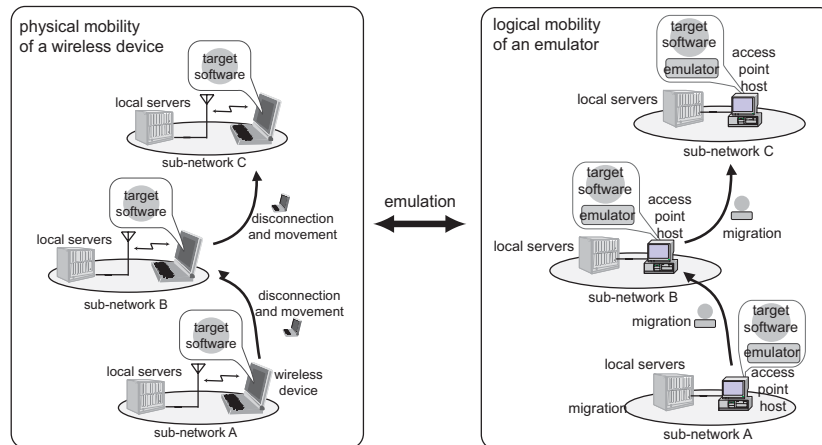 physical mobility
of a wireless device
target
software
local servers
sub-network C
target
software
disconnection
and movement
local servers
sub-network B
disconnection
and movement
target
software
local servers
wireless
device
sub-network A
emulation
logical mobility
of an emulator
target
software
emulator
access
point
host
local servers
sub-network C
target
software
emulator
access
point
host
migration
local servers
sub-network B
migration
target
software
emulator
local servers
access
point
host
migration
sub-network A